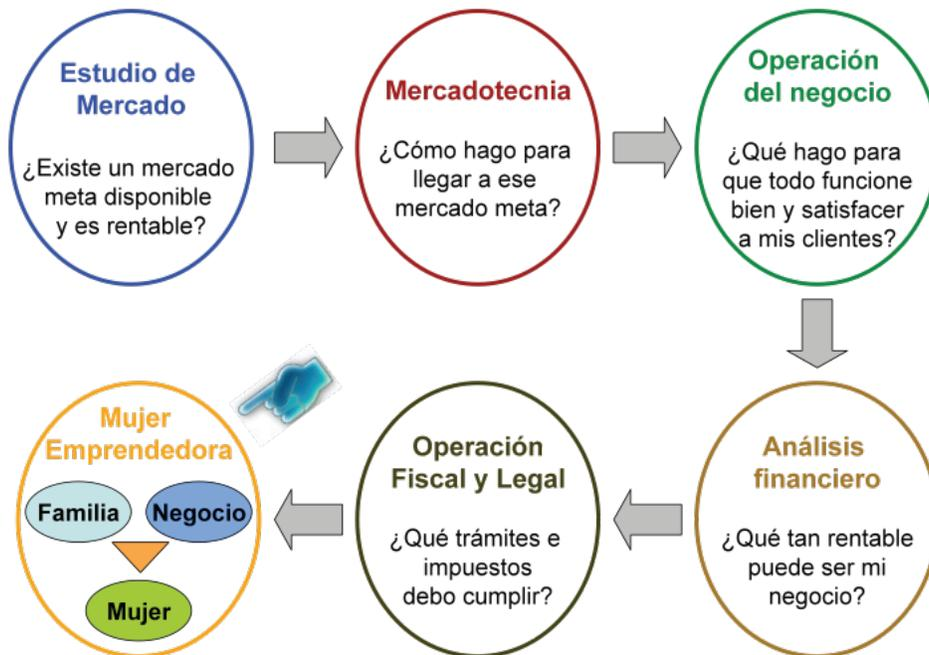 Estudio de
Mercado
¿Existe un mercado
meta disponible
y es rentable?
Mercadotecnia
¿Cómo hago para
llegar a ese
mercado meta?
Operación
del negocio
¿Qué hago para
que todo funcione
bien y satisfacer
a mis clientes?
Análisis
financiero
¿Qué tan rentable
puede ser mi
negocio?
Operación
Fiscal y Legal
¿Qué trámites e
impuestos
debo cumplir?
Mujer
Emprendedora
Familia
Negocio
Mujer